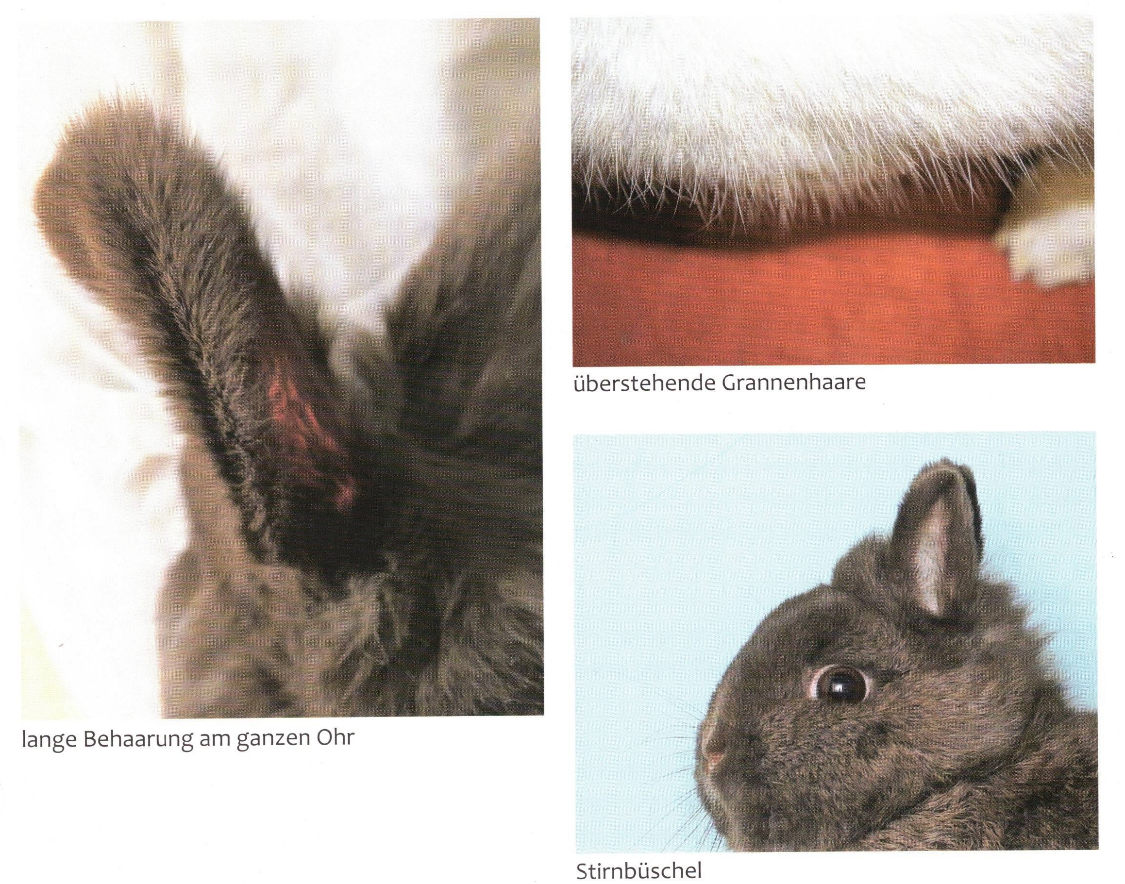 überstehende Grannenhaare
lange Behaarung am ganzen Ohr
Stirnbüschel